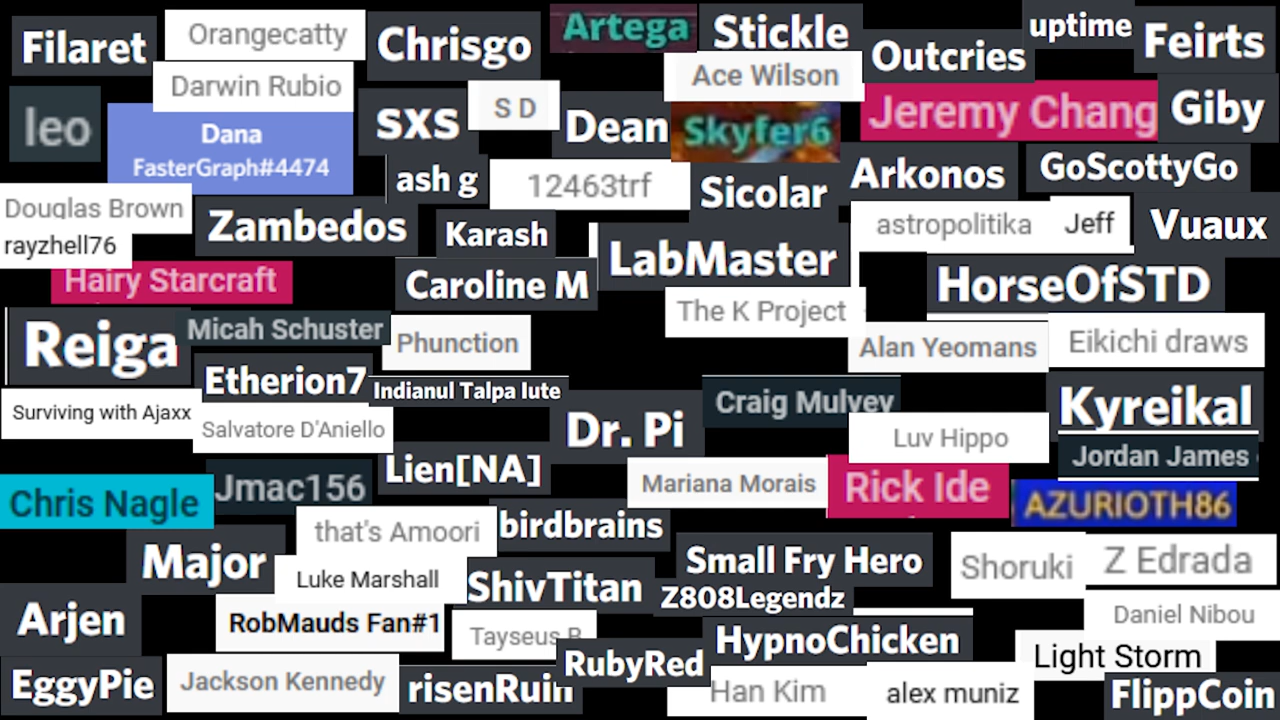 Filaret
Orangecatty
Chrisgo
Artega
Stickle
uptime
Outcries
Feirts
Darwin Rubio
Ace Wilson
leo
Dana
FasterGraph#4474
SXS
S D
Dean
Skyfer6
Jeremy Chang
Giby
ash g
12463trf
Sicolar
Arkonos
GoScottyGo
Douglas Brown
rayzhell76
Zambedos
Karash
LabMaster
astropolitika
Jeff
Vuaux
Hairy Starcraft
Caroline M
The K Project
HorseOfSTD
Reiga
Micah Schuster
Phunction
Alan Yeomans
Eikichi draws
Etherion7
Indianul Talpa Iute
Surviving with Ajaxx
Salvatore D'Aniello
Dr. Pi
Craig Mulvey
Luv Hippo
Kyreikal
Jordan James
Chris Nagle
Jmac156
Lien[NA]
Mariana Morais
Rick Ide
AZURIOTH86
that's Amoori
birdbrains
Major
Luke Marshall
ShivTitan
Small Fry Hero
Z808Legendz
Shoruki
Z Edrada
Arjen
RobMauds Fan#1
Tayseus B
HypnoChicken
Daniel Nibou
Light Storm
EggyPie
Jackson Kennedy
risenRuin
RubyRed
Han Kim
alex muniz
FlippCoin